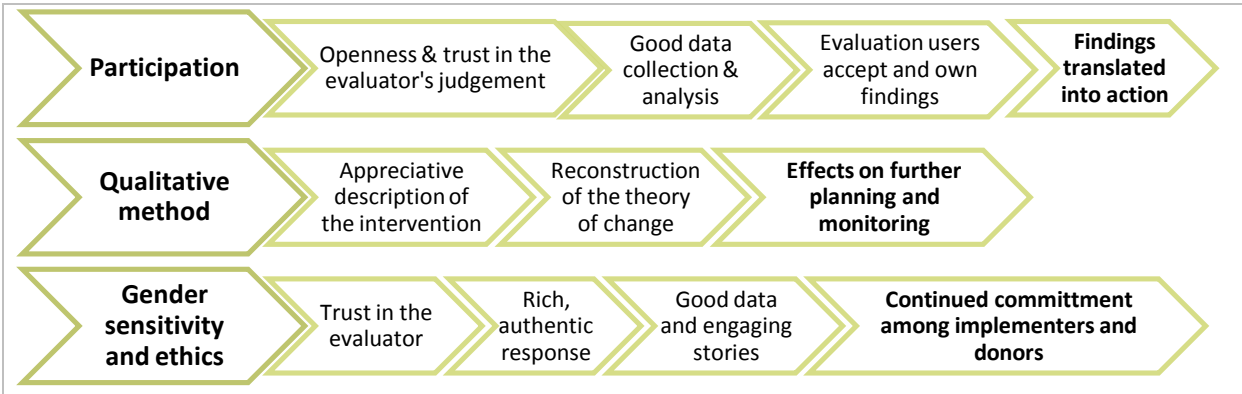 Participation
Openness & trust in the
evaluator's judgement
Good data
collection &
analysis
Evaluation users
accept and own
findings
Findings
translated
into action
Qualitative
method
Appreciative
description of
the intervention
Reconstruction
of the theory
of change
Effects on further
planning and
monitoring
Gender
sensitivity
and ethics
Trust in the
evaluator
Rich,
authentic
response
Good data
and engaging
stories
Continued committment
among implementers and
donors